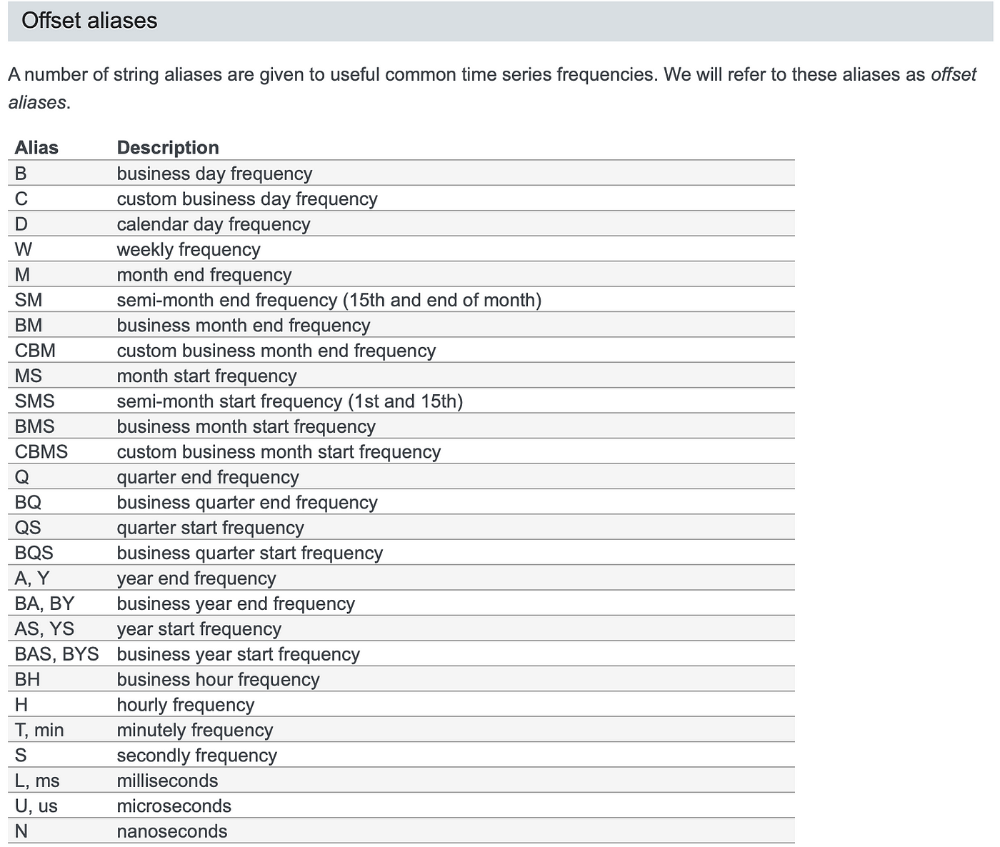 Offset aliases
A number of string aliases are given to useful common time series frequencies. We will refer to these aliases as offset
aliases.
Alias Description
B business day frequency
C custom business day frequency
D calendar day frequency
W weekly frequency
M month end frequency
SM semi-month end frequency (15th and end of month)
BM business month end frequency
CBM custom business month end frequency
MS month start frequency
SMS semi-month start frequency (1st and 15th)
BMS business month start frequency
CBMS custom business month start frequency
Q quarter end frequency
BQ business quarter end frequency
QS quarter start frequency
BQS business quarter start frequency
A, Y year end frequency
BA, BY business year end frequency
AS, YS year start frequency
BAS, BYS business year start frequency
BH business hour frequency
H hourly frequency
T, min minutely frequency
S secondly frequency
L, ms milliseconds
U, us microseconds
N nanoseconds